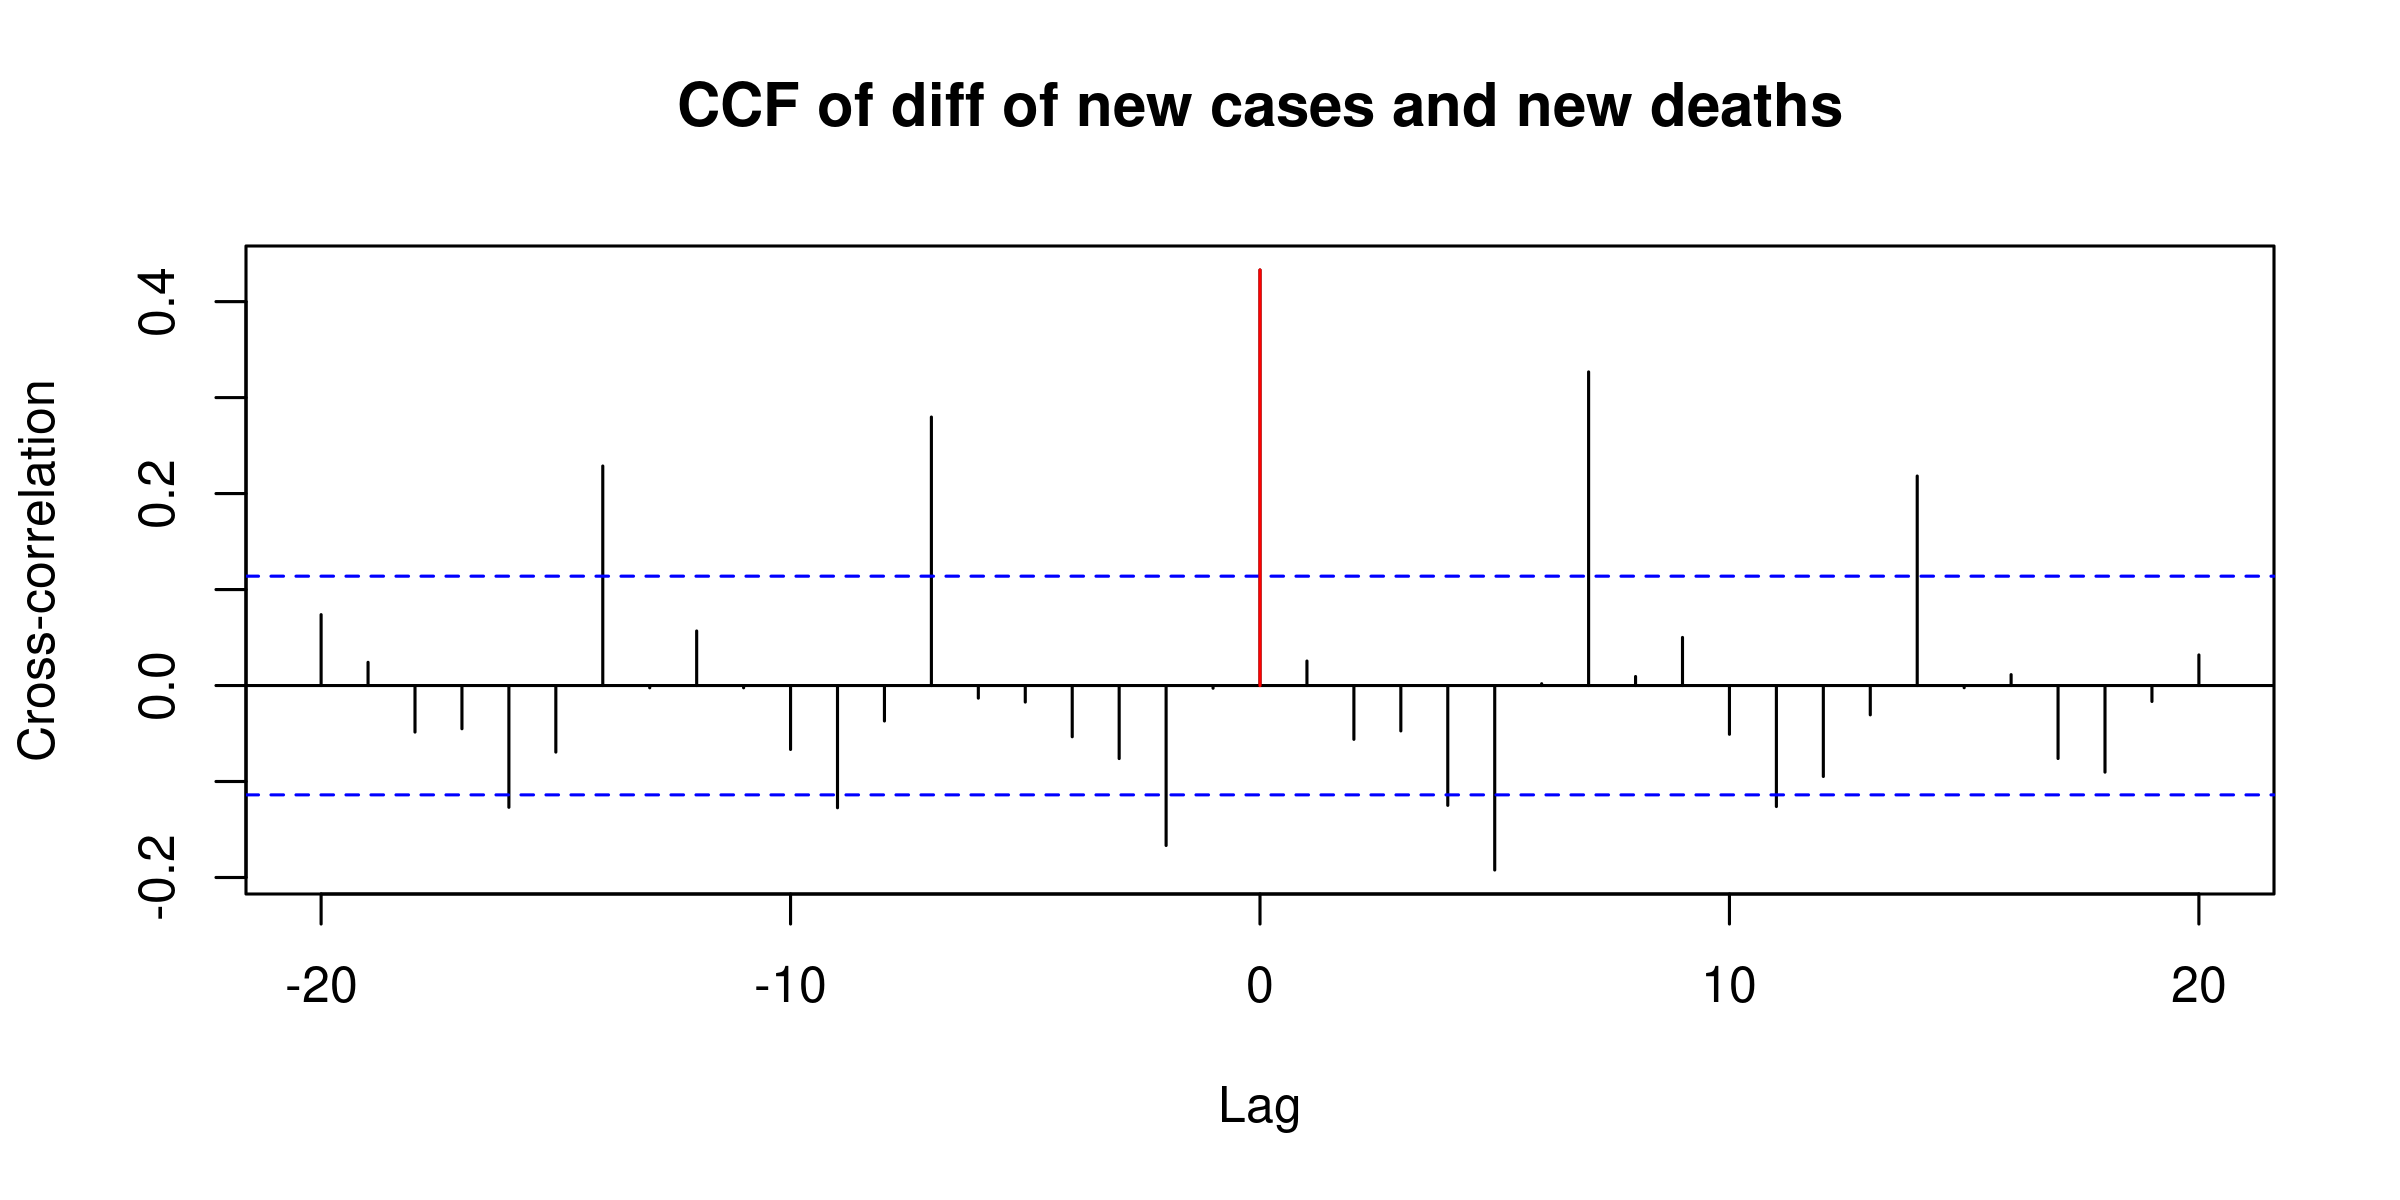 CCF of diff of new cases and new deaths
Cross-correlation
0.4
0.2
0.0
-0.2
-20 -10 0 10 20
Lag